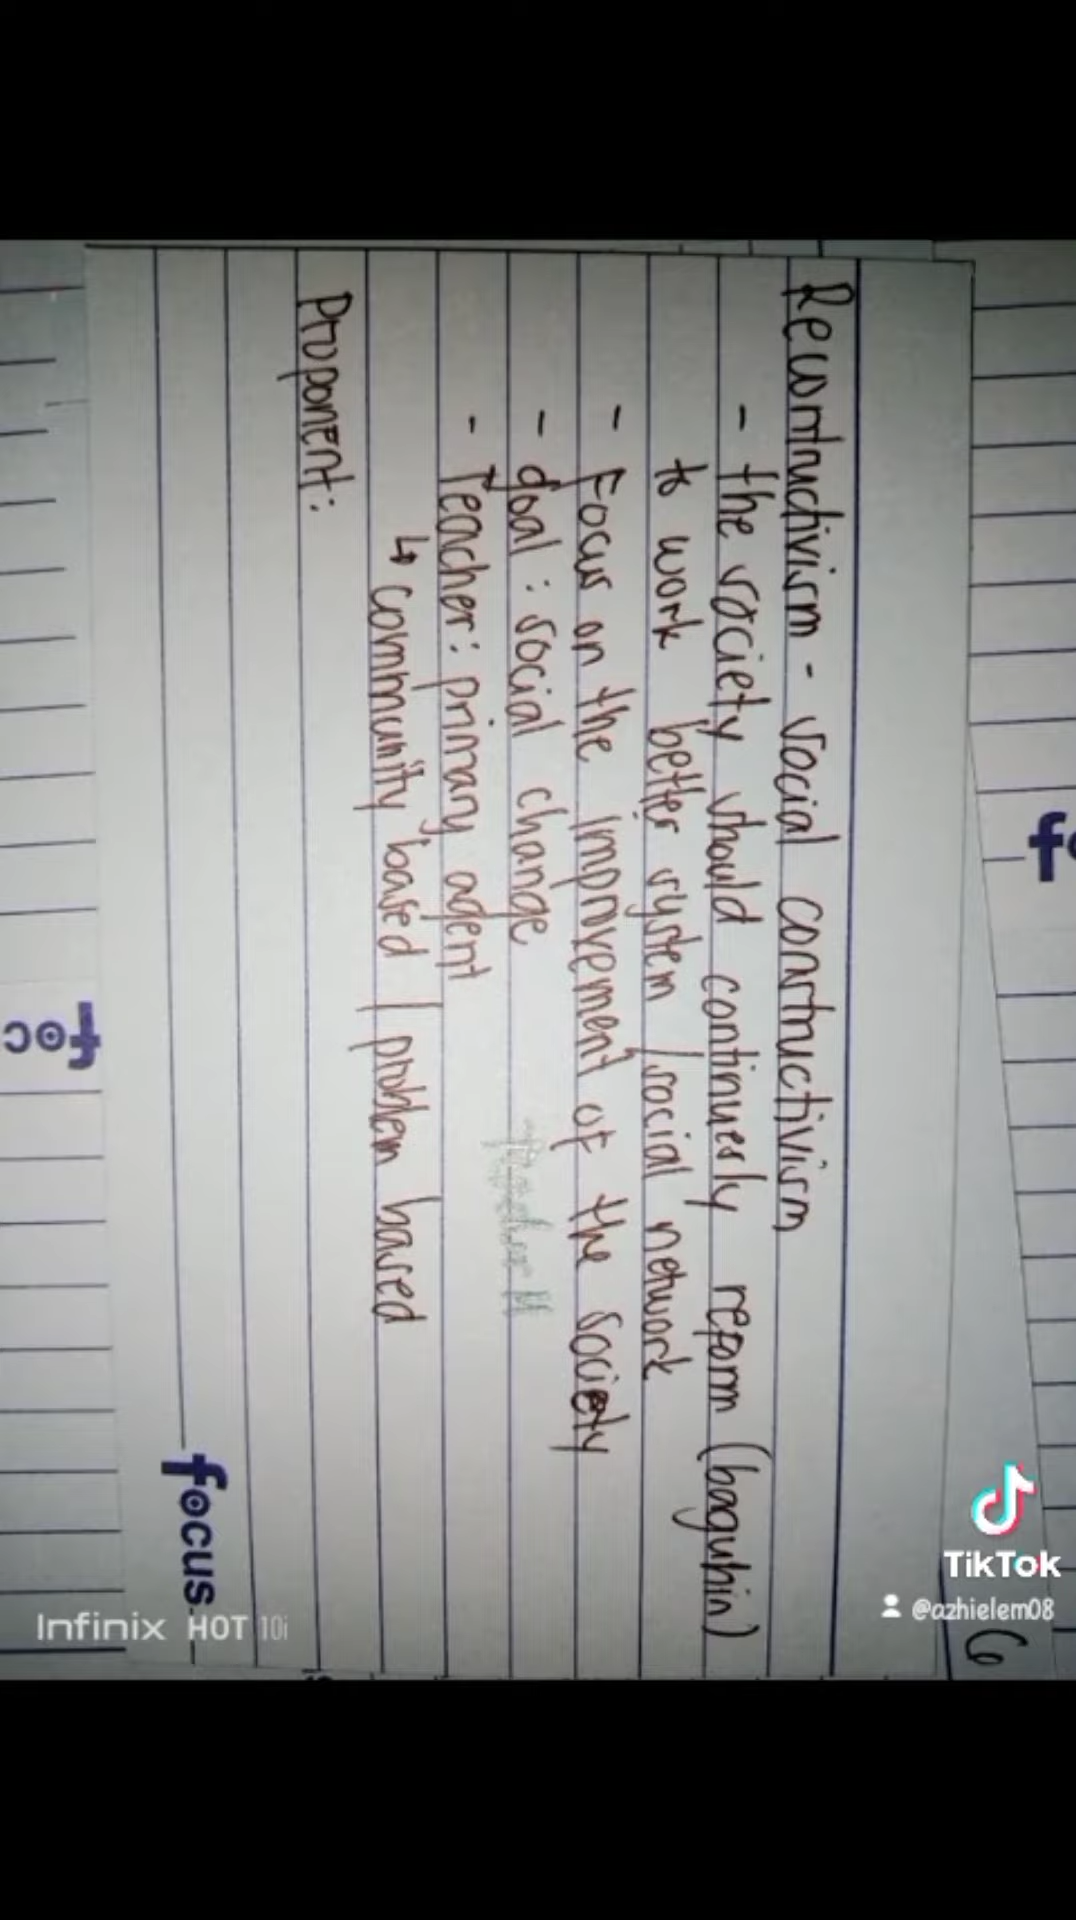 Reconstructivism - social constructivism
- the society should continuesly reform (baguhin)
to work better system / social network
- Focus on the improvement of the society
- goal : social change
- Teacher : primary agent
↳ community based / problem based
Proponent :
focus
foc
f
Infinix HOT 10i
TikTok
@azhielem08